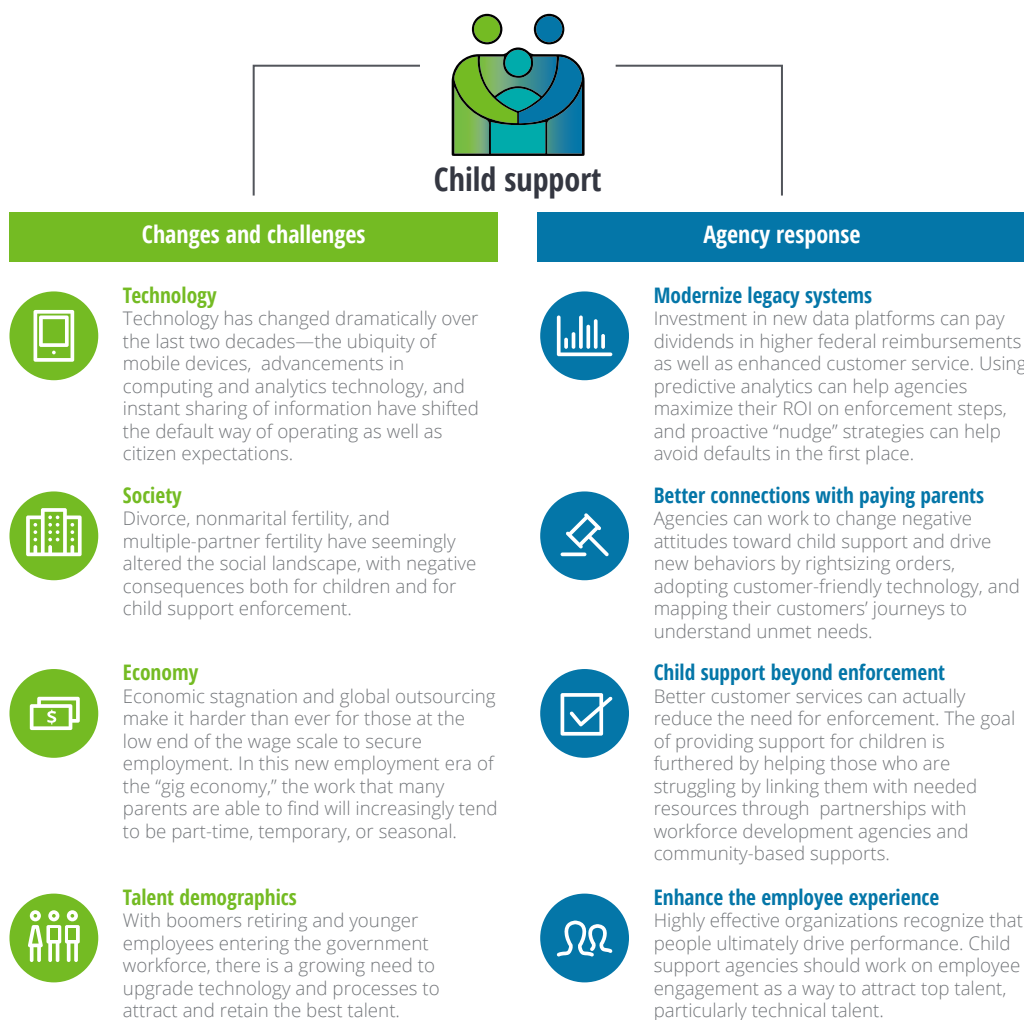 Child support
Changes and challenges
Technology
Technology has changed dramatically over
the last two decades—the ubiquity of
mobile devices, advancements in
computing and analytics technology, and
instant sharing of information have shifted
the default way of operating as well as
citizen expectations.
Society
Divorce, nonmarital fertility, and
multiple-partner fertility have seemingly
altered the social landscape, with negative
consequences both for children and for
child support enforcement.
Economy
Economic stagnation and global outsourcing
make it harder than ever for those at the
low end of the wage scale to secure
employment. In this new employment era of
the “gig economy,” the work that many
parents are able to find will increasingly tend
to be part-time, temporary, or seasonal.
Talent demographics
With boomers retiring and younger
employees entering the government
workforce, there is a growing need to
upgrade technology and processes to
attract and retain the best talent.
Agency response
Modernize legacy systems
Investment in new data platforms can pay
dividends in higher federal reimbursements
as well as enhanced customer service. Using
predictive analytics can help agencies
maximize their ROI on enforcement steps,
and proactive “nudge” strategies can help
avoid defaults in the first place.
Better connections with paying parents
Agencies can work to change negative
attitudes toward child support and drive
new behaviors by rightsizing orders,
adopting customer-friendly technology, and
mapping their customers’ journeys to
understand unmet needs.
Child support beyond enforcement
Better customer services can actually
reduce the need for enforcement. The goal
of providing support for children is
furthered by helping those who are
struggling by linking them with needed
resources through partnerships with
workforce development agencies and
community-based supports.
Enhance the employee experience
Highly effective organizations recognize that
people ultimately drive performance. Child
support agencies should work on employee
engagement as a way to attract top talent,
particularly technical talent.